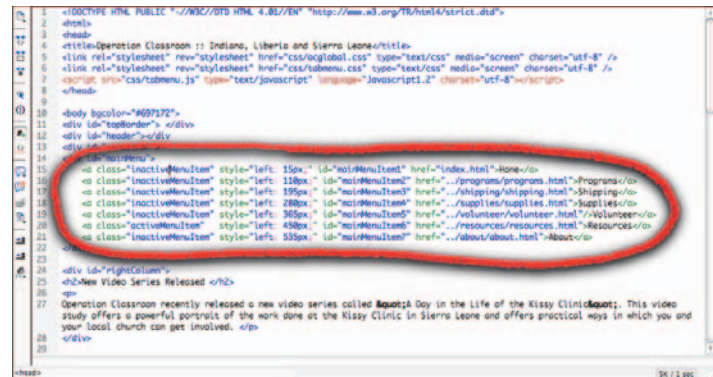 1 <!DOCTYPE HTML PUBLIC "-//W3C//DTD HTML 4.01//EN" "http://www.w3.org/TR/html4/strict.dtd">
2 <html>
3 <head>
4 <title>Operation Classroom :: Indiana, Liberia and Sierra Leone</title>
5 <link rel="stylesheet" rev="stylesheet" href="css/ocglobal.css" type="text/css" media="screen" charset="utf-8" />
6 <link rel="stylesheet" rev="stylesheet" href="css/tabmenu.css" type="text/css" media="screen" charset="utf-8" />
7 <script src="css/tabmenu.js" type="text/javascript" language="Javascript1.2" charset="utf-8"></script>
8 </head>
9
10 <body bgcolor="#697172">
11 <div id="topBorder"> </div>
12 <div id="header"></div
13
<div id="mainMenu">
15 <a class="inactiveMenuItem" style="left: 15px;" id="mainMenuItem1" href="index.html">Home</a>
16 <a class="inactiveMenuItem" style="left: 110px;" id="mainMenuItem2" href="../programs/programs.html">Programs</a>
17 <a class="inactiveMenuItem" style="left: 195px;" id="mainMenuItem3" href="../shipping/shipping.html">Shipping</a>
18 <a class="inactiveMenuItem" style="left: 280px;" id="mainMenuItem4" href="../supplies/supplies.html">Supplies</a>
19 <a class="inactiveMenuItem" style="left: 365px;" id="mainMenuItem5" href="../volunteer/volunteer.html"/>Volunteer</a>
20 <a class="activeMenuItem" style="left: 450px;" id="mainMenuItem6" href="../resources/resources.html">Resources</a>
21 <a class="inactiveMenuItem" style="left: 535px;" id="mainMenuItem7" href="../about/about.html">About</a>
22
23
24 <div id="rightColumn">
25 <h2>New Video Series Released </h2>
26 <p>
27 Operation Classroom recently released a new video series called &quot;A Day in the Life of the Kissy Clinic&quot;. This video
study offers a powerful portrait of the work done at the Kissy Clinic in Sierra Leone and offers practical ways in which you and
your local church can get involved. </p>
28 </div>
29
<head>
5K / 1 sec